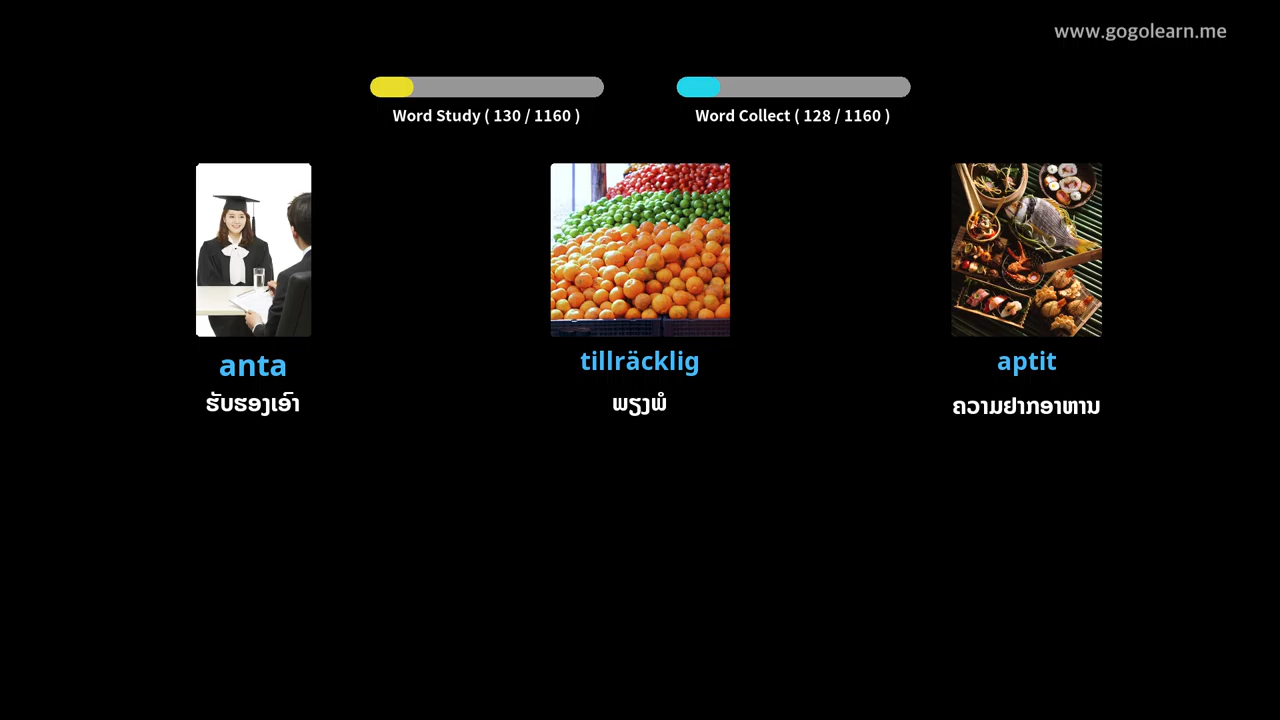 www.gogolearn.me
Word Study ( 130 / 1160 )
Word Collect ( 128 / 1160 )
anta
tillräcklig
aptit
ຮັບຮອງເອົາ
ພຽງພໍ
ຄວາມຢາກອາຫານ